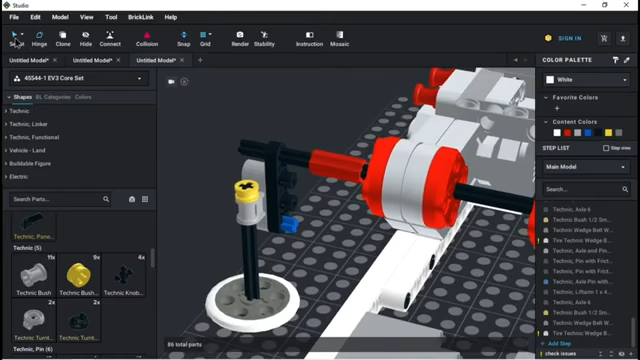 Studio
File Edit Model View Tool BrickLink Help
Select Hinge Clone Hide Connect Collision Snap Grid Render Stability Instruction Mosaic SIGN IN
Untitled Model* Untitled Model* Untitled Model*
45544-1 EV3 Core Set
Shapes BL Categories Colors
Technic
Technic, Linker
Technic, Functional
Vehicle - Land
Buildable Figure
Electric
Search Parts...
Technic, Pane...
Technic (5)
11x 9x 4x
Technic Bush Technic Bush... Technic Knob...
2x 2x
Technic Turnt... Technic Turnt...
Technic, Pin (6)
86 total parts
COLOR PALETTE
White
Favorite Colors
+
Content Colors
STEP LIST Step view
Main Model
Search...
Technic, Axle 6
Technic Bush 1/2 Sm...
Technic Wedge Belt W...
Tire Technic Wedge B...
Technic, Pin with Frict...
Technic, Pin with Frict...
Technic, Axle Pin with...
Technic, Liftarm 1 x 4...
Technic, Axle 6
Technic Bush 1/2 Sm...
Technic Wedge Belt W...
Tire Technic Wedge B...
+ Add Step
check issues